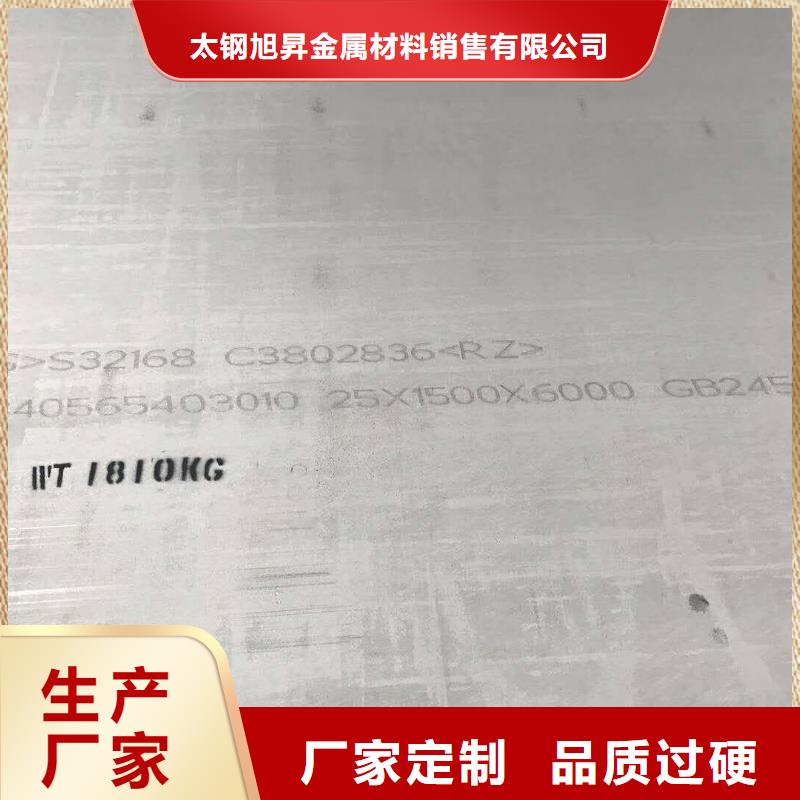 太钢旭昇金属材料销售有限公司
S>S32168 C3802836<RZ>
40565403010 25X1500X6000 GB245
WT 1810KG
生产
厂家
厂家定制 品质过硬